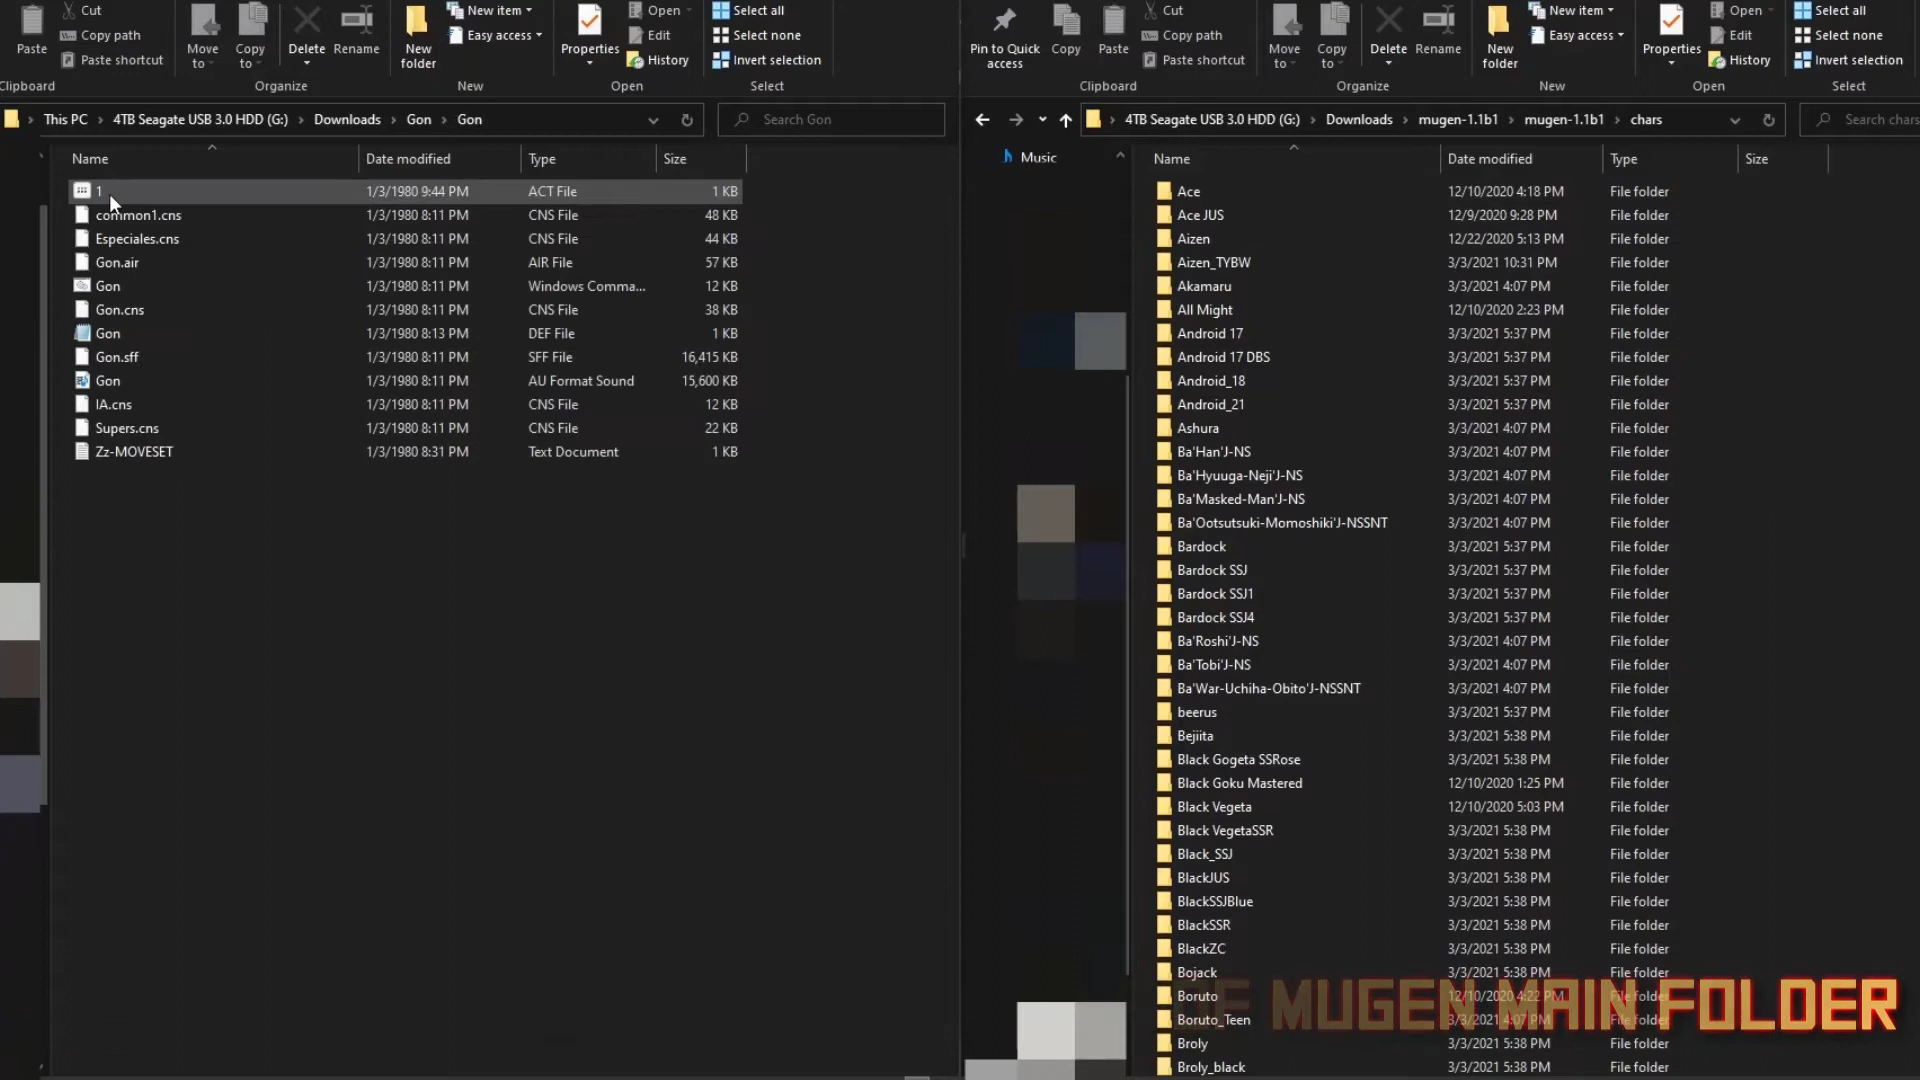 Cut
Copy path
Paste shortcut
Paste
Clipboard
Move to
Copy to
Delete
Rename
Organize
New folder
New item
Easy access
New
Properties
Open
Edit
History
Open
Select all
Select none
Invert selection
Select
This PC > 4TB Seagate USB 3.0 HDD (G:) > Downloads > Gon > Gon
Search Gon
Name Date modified Type Size
1 1/3/1980 9:44 PM ACT File 1 KB
common1.cns 1/3/1980 8:11 PM CNS File 48 KB
Especiales.cns 1/3/1980 8:11 PM CNS File 44 KB
Gon.air 1/3/1980 8:11 PM AIR File 57 KB
Gon 1/3/1980 8:11 PM Windows Comma... 12 KB
Gon.cns 1/3/1980 8:11 PM CNS File 38 KB
Gon 1/3/1980 8:13 PM DEF File 1 KB
Gon.sff 1/3/1980 8:11 PM SFF File 16,415 KB
Gon 1/3/1980 8:11 PM AU Format Sound 15,600 KB
IA.cns 1/3/1980 8:11 PM CNS File 12 KB
Supers.cns 1/3/1980 8:11 PM CNS File 22 KB
Zz-MOVESET 1/3/1980 8:31 PM Text Document 1 KB
Pin to Quick access
Copy
Paste
Cut
Copy path
Paste shortcut
Clipboard
Move to
Copy to
Delete
Rename
Organize
New folder
New item
Easy access
New
Properties
Open
Edit
History
Open
Select all
Select none
Invert selection
Select
4TB Seagate USB 3.0 HDD (G:) > Downloads > mugen-1.1b1 > mugen-1.1b1 > chars
Search chars
Music
Name Date modified Type Size
Ace 12/10/2020 4:18 PM File folder
Ace JUS 12/9/2020 9:28 PM File folder
Aizen 12/22/2020 5:13 PM File folder
Aizen_TYBW 3/3/2021 10:31 PM File folder
Akamaru 3/3/2021 4:07 PM File folder
All Might 12/10/2020 2:23 PM File folder
Android 17 3/3/2021 5:37 PM File folder
Android 17 DBS 3/3/2021 5:37 PM File folder
Android_18 3/3/2021 5:37 PM File folder
Android_21 3/3/2021 5:37 PM File folder
Ashura 3/3/2021 4:07 PM File folder
Ba'Han'J-NS 3/3/2021 4:07 PM File folder
Ba'Hyuuga-Neji'J-NS 3/3/2021 4:07 PM File folder
Ba'Masked-Man'J-NS 3/3/2021 4:07 PM File folder
Ba'Ootsutsuki-Momoshiki'J-NSSNT 3/3/2021 4:07 PM File folder
Bardock 3/3/2021 5:37 PM File folder
Bardock SSJ 3/3/2021 5:37 PM File folder
Bardock SSJ1 3/3/2021 5:37 PM File folder
Bardock SSJ4 3/3/2021 5:37 PM File folder
Ba'Roshi'J-NS 3/3/2021 4:07 PM File folder
Ba'Tobi'J-NS 3/3/2021 4:07 PM File folder
Ba'War-Uchiha-Obito'J-NSSNT 3/3/2021 4:07 PM File folder
beerus 3/3/2021 5:37 PM File folder
Bejiita 3/3/2021 5:38 PM File folder
Black Gogeta SSRose 3/3/2021 5:38 PM File folder
Black Goku Mastered 12/10/2020 1:25 PM File folder
Black Vegeta 12/10/2020 5:03 PM File folder
Black VegetaSSR 3/3/2021 5:38 PM File folder
Black_SSJ 3/3/2021 5:38 PM File folder
BlackJUS 3/3/2021 5:38 PM File folder
BlackSSJBlue 3/3/2021 5:38 PM File folder
BlackSSR 3/3/2021 5:38 PM File folder
BlackZC 3/3/2021 5:38 PM File folder
Bojack 3/3/2021 5:38 PM File folder
Boruto 12/10/2020 4:22 PM File folder
Boruto_Teen 3/3/2021 4:07 PM File folder
Broly 3/3/2021 5:38 PM File folder
Broly_black 3/3/2021 5:38 PM File folder
OF MUGEN MAIN FOLDER